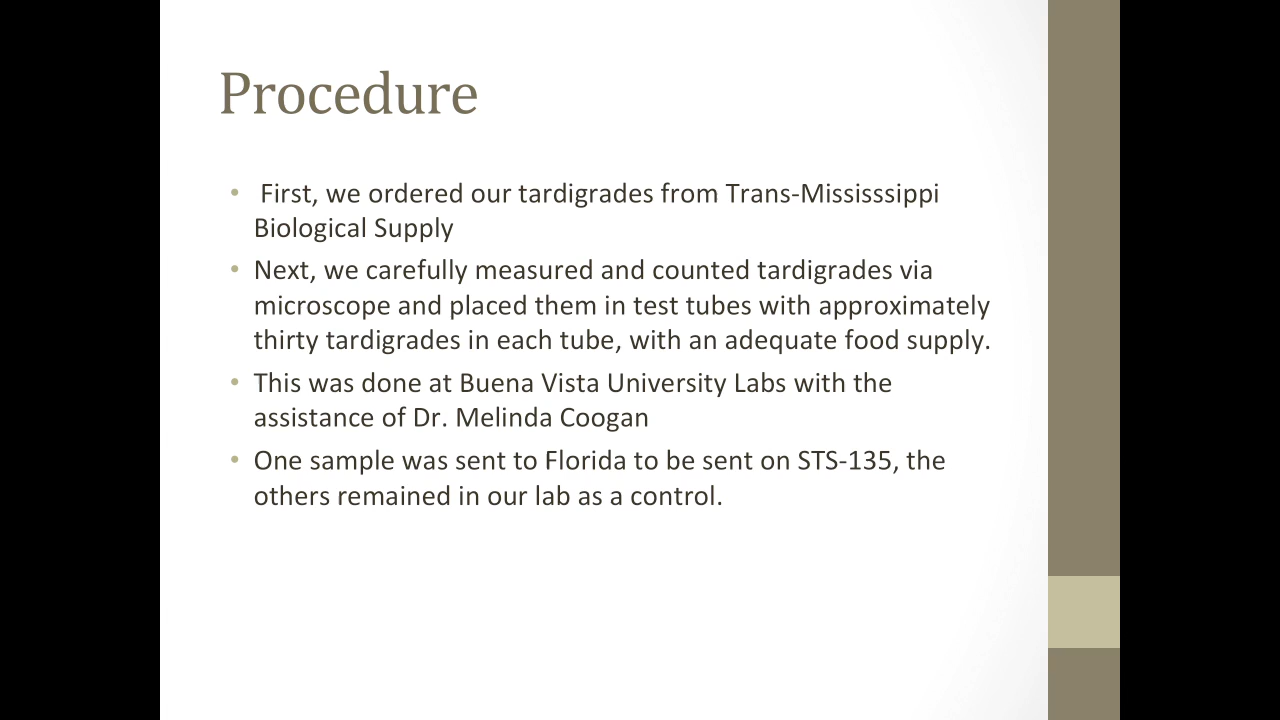 Procedure
• First, we ordered our tardigrades from Trans-Mississsippi
Biological Supply
• Next, we carefully measured and counted tardigrades via
microscope and placed them in test tubes with approximately
thirty tardigrades in each tube, with an adequate food supply.
• This was done at Buena Vista University Labs with the
assistance of Dr. Melinda Coogan
• One sample was sent to Florida to be sent on STS-135, the
others remained in our lab as a control.